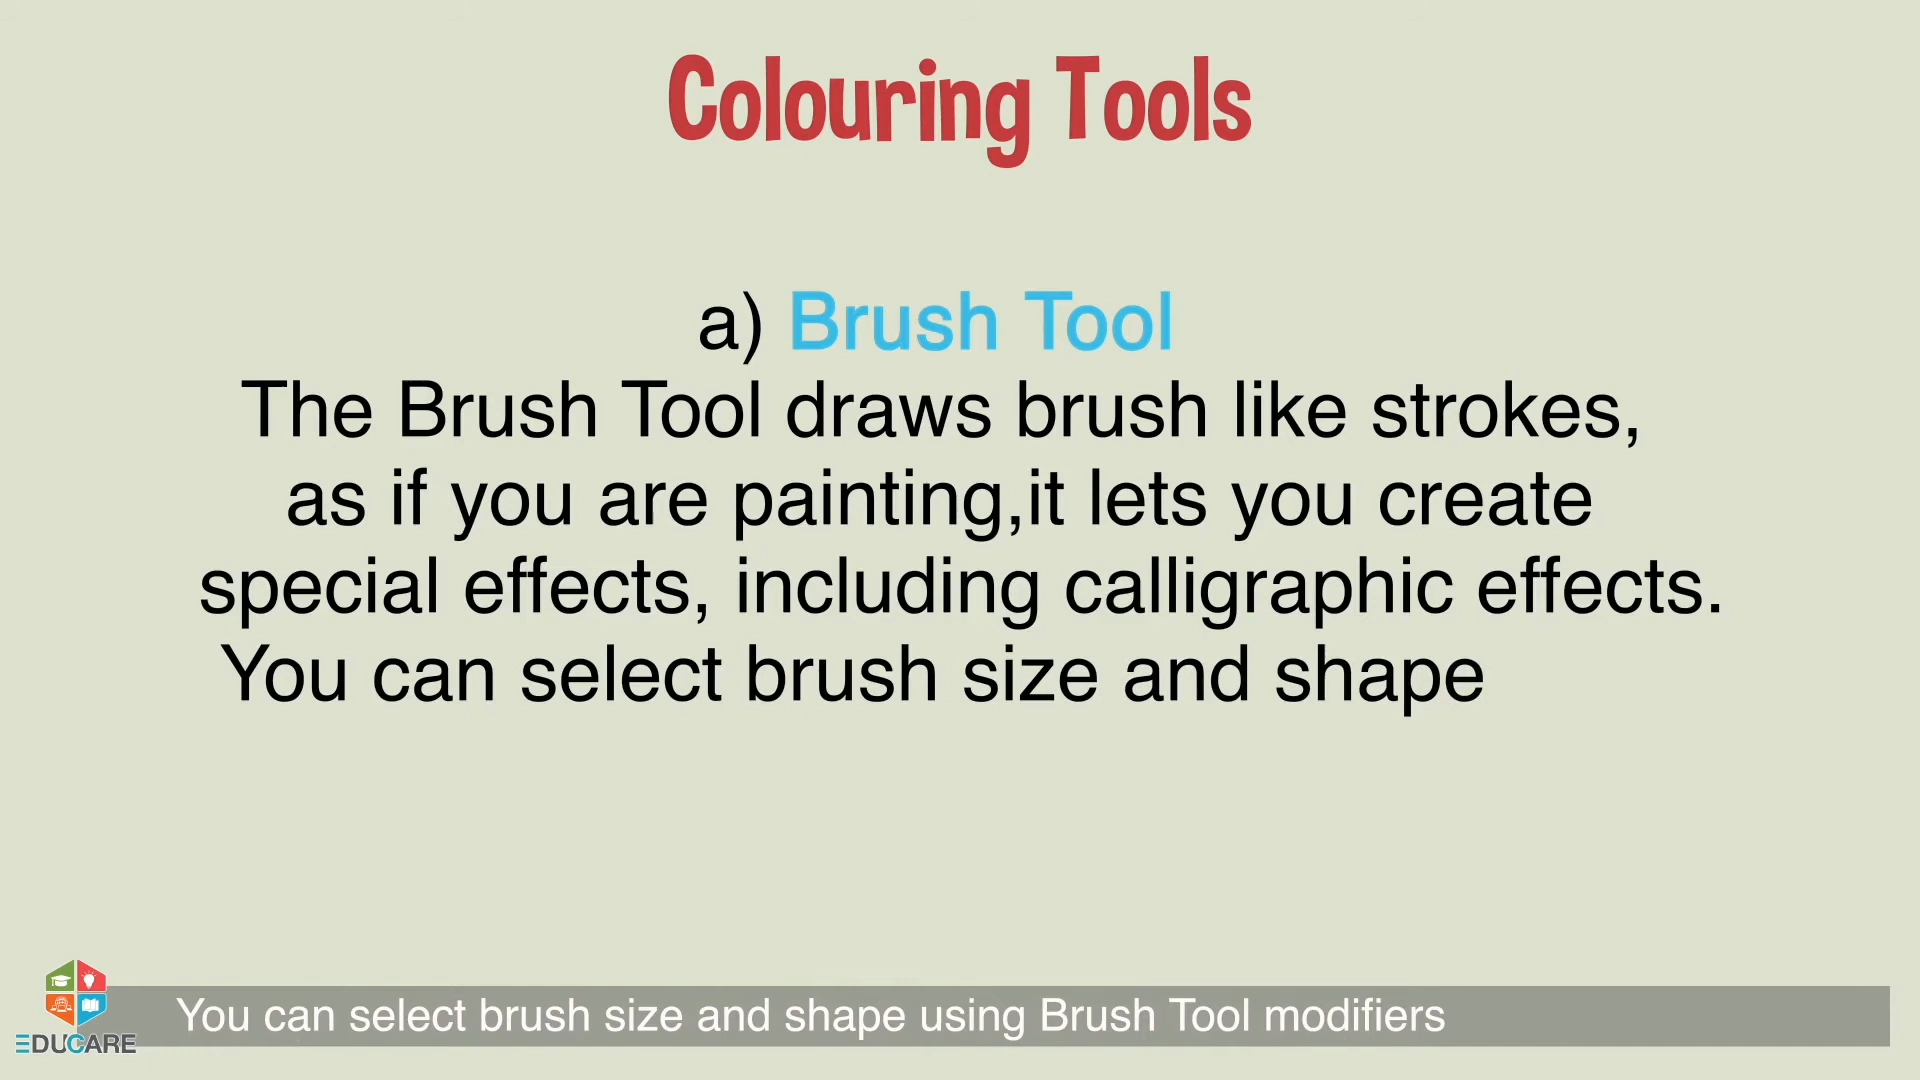 Colouring Tools
a) Brush Tool
The Brush Tool draws brush like strokes,
as if you are painting,it lets you create
special effects, including calligraphic effects.
You can select brush size and shape
You can select brush size and shape using Brush Tool modifiers
EDUCARE